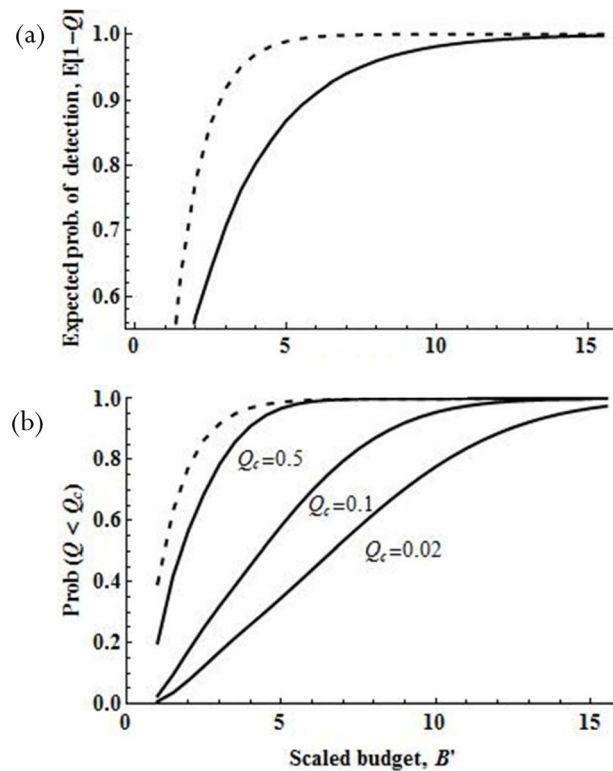 (a)
Expected prob. of detection, E[1−Q]
1.0
0.9
0.8
0.7
0.6
0 5 10 15
(b)
Prob (Q < Qc)
1.0
0.8
0.6
0.4
0.2
0.0
Qc=0.5
Qc=0.1
Qc=0.02
0 5 10 15
Scaled budget, B'